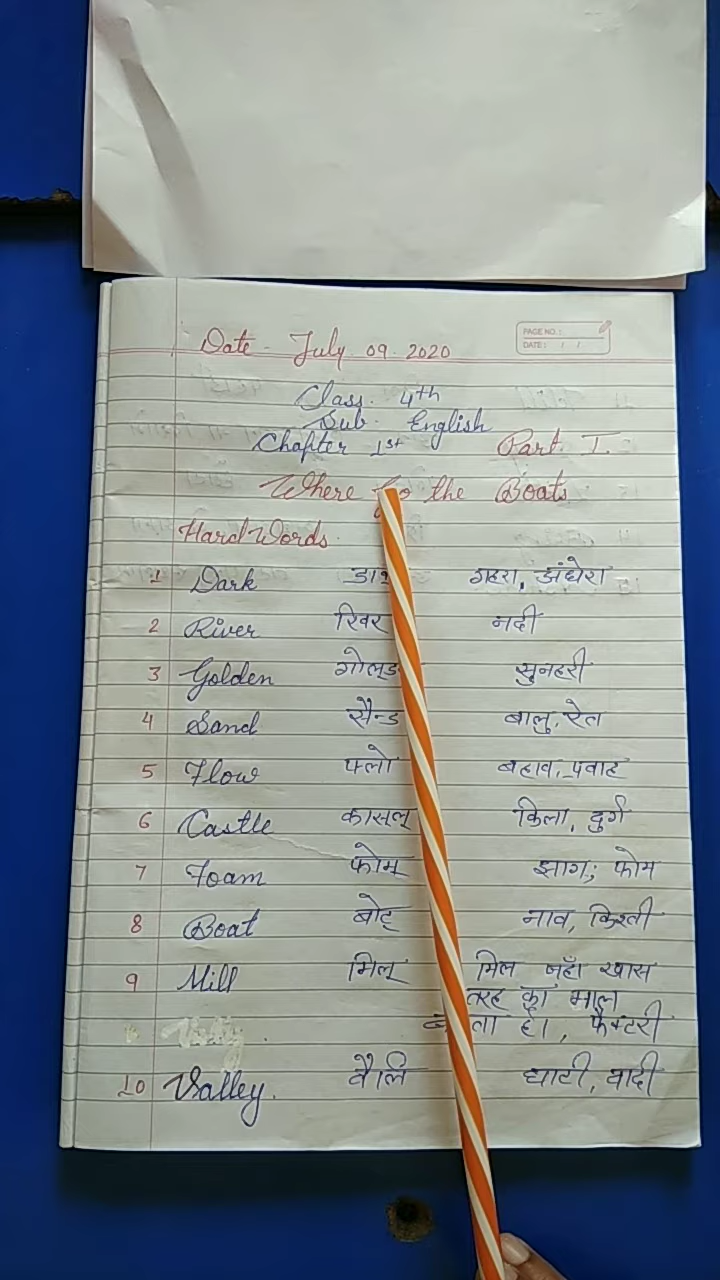 Date - July 09. 2020
PAGE NO.:
DATE: / /
Class. 4th
Sub. English
Chapter 1st Part. I.
Where go the Boats
Hard Words.
1 Dark गहरा, अंधेरा
2 River रिवर नदी
3 Golden सुनहरी
4 Sand सैन्ड बालु, रेत
5 Flow फ्लो बहाव, प्रवाह
6 Castle कासल् किला, दुर्ग
7 Foam फोम् झाग; फोम
8 Boat बोट् नाव, किश्ती
9 Mill मिल् मिल जहाँ खास
तरह का माल
है।, फैक्टरी
10 Valley. वैलि घाटी, वादी